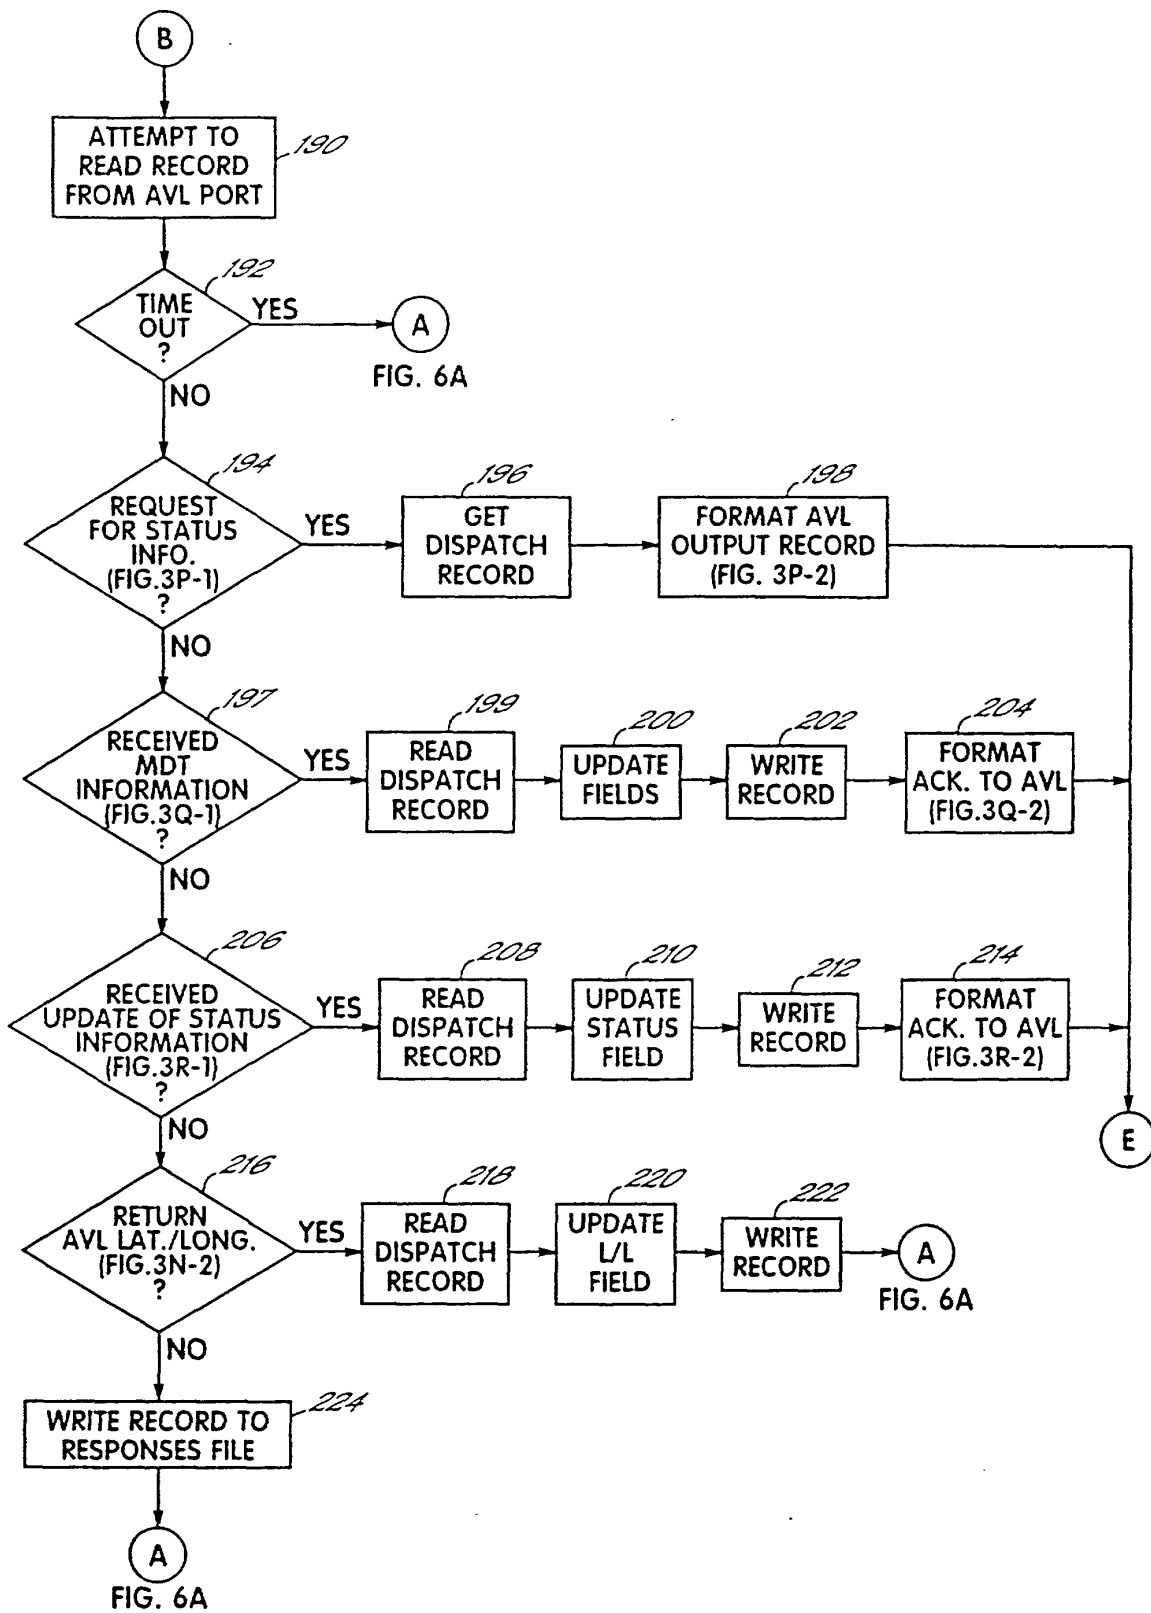 B
ATTEMPT TO
READ RECORD
FROM AVL PORT
190
192
TIME
OUT
?
YES
A
FIG. 6A
NO
194
REQUEST
FOR STATUS
INFO.
(FIG.3P-1)
?
YES
196
GET
DISPATCH
RECORD
198
FORMAT AVL
OUTPUT RECORD
(FIG. 3P-2)
NO
197
RECEIVED
MDT
INFORMATION
(FIG.3Q-1)
?
YES
199
READ
DISPATCH
RECORD
200
UPDATE
FIELDS
202
WRITE
RECORD
204
FORMAT
ACK. TO AVL
(FIG.3Q-2)
NO
206
RECEIVED
UPDATE OF STATUS
INFORMATION
(FIG.3R-1)
?
YES
208
READ
DISPATCH
RECORD
210
UPDATE
STATUS
FIELD
212
WRITE
RECORD
214
FORMAT
ACK. TO AVL
(FIG.3R-2)
E
NO
216
RETURN
AVL LAT./LONG.
(FIG.3N-2)
?
YES
218
READ
DISPATCH
RECORD
220
UPDATE
L/L
FIELD
222
WRITE
RECORD
A
FIG. 6A
NO
WRITE RECORD TO
RESPONSES FILE
224
A
FIG. 6A